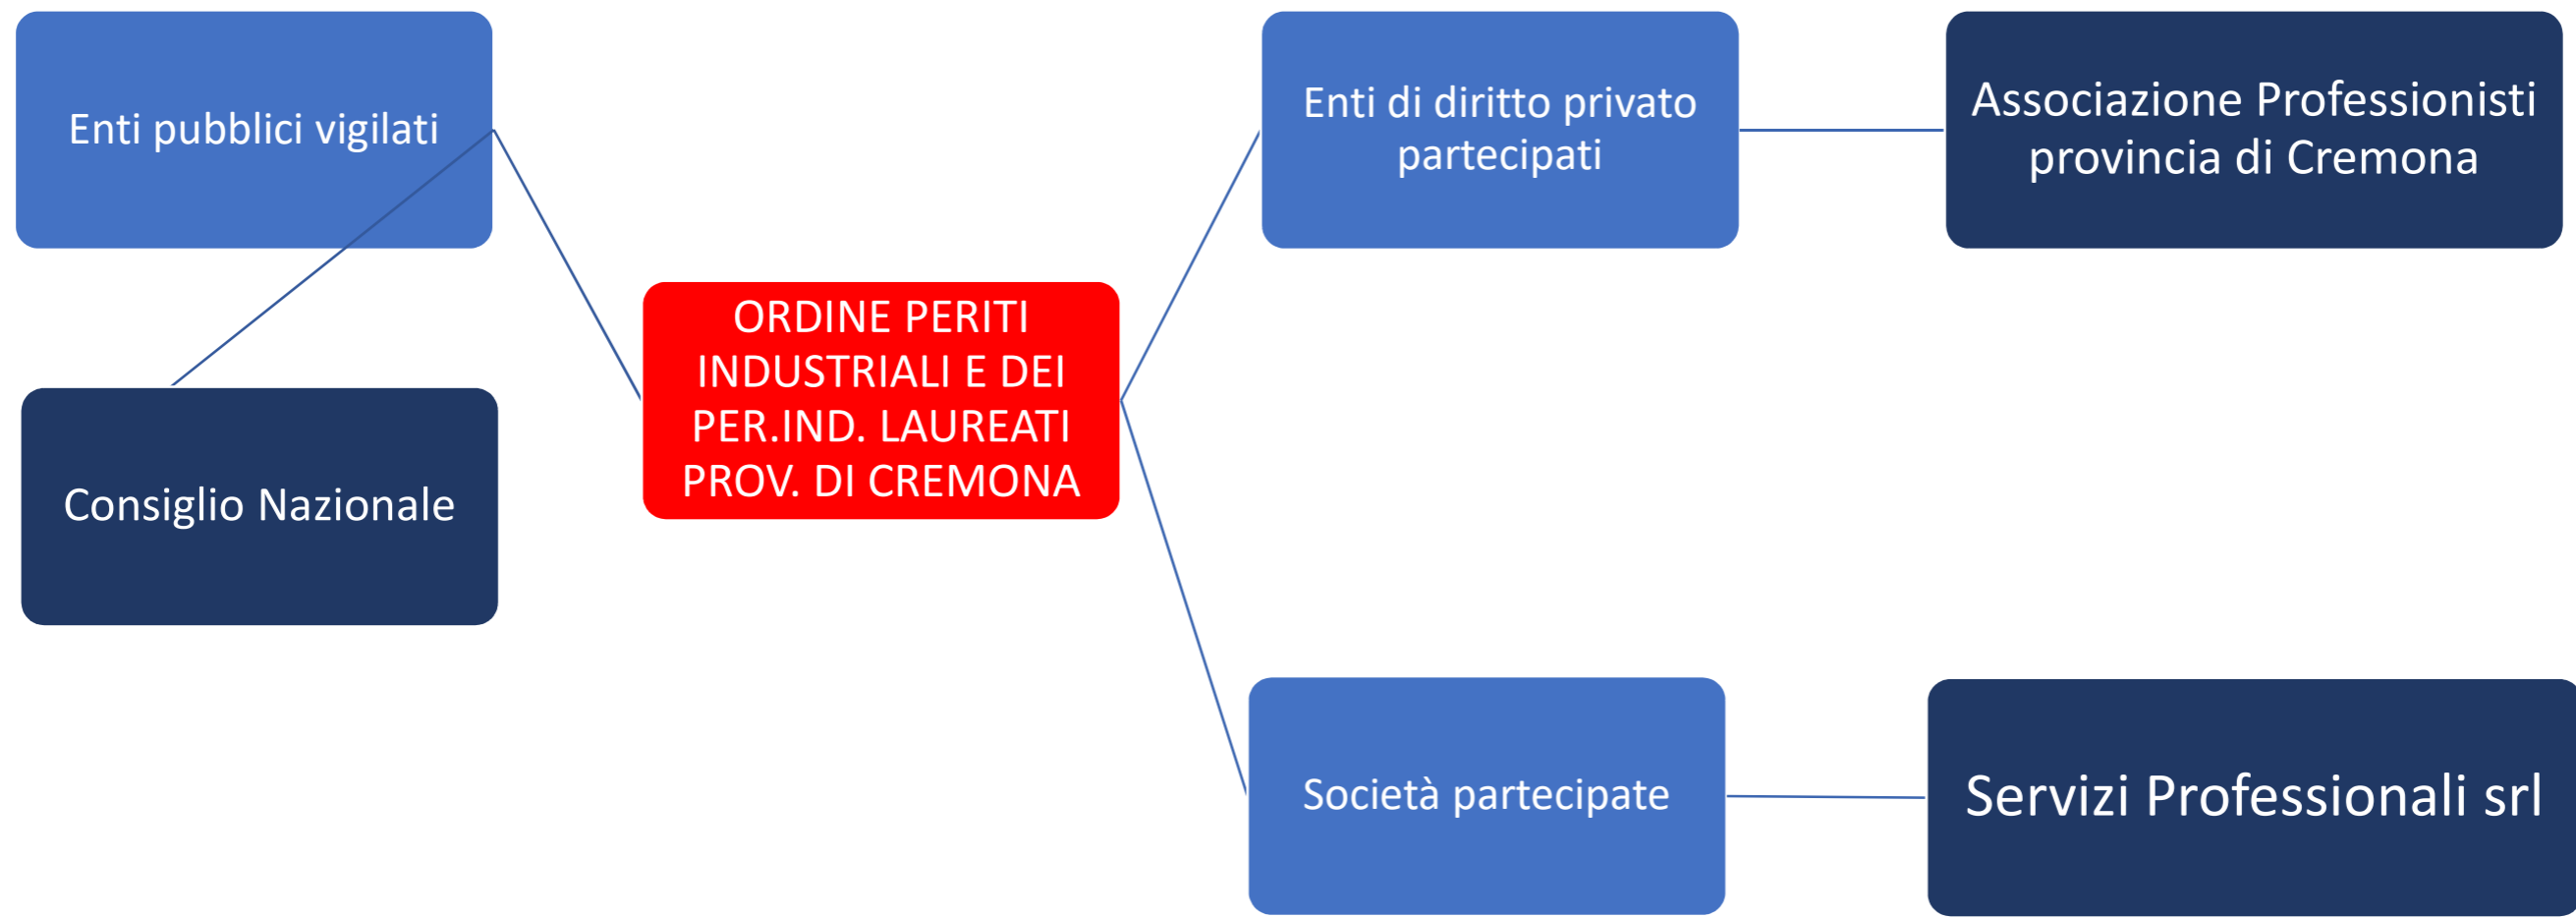 Enti pubblici vigilati
Consiglio Nazionale
ORDINE PERITI
INDUSTRIALI E DEI
PER.IND. LAUREATI
PROV. DI CREMONA
Enti di diritto privato
partecipati
Associazione Professionisti
provincia di Cremona
Società partecipate
Servizi Professionali srl